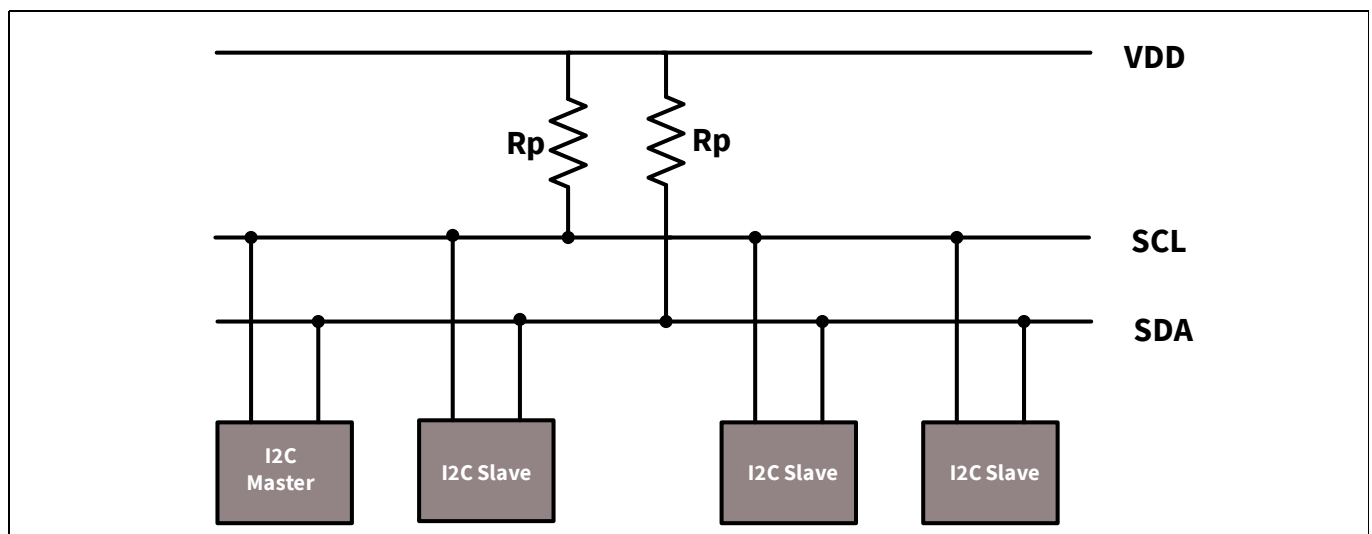 VDD
Rp
Rp
SCL
SDA
I2C
Master
I2C Slave
I2C Slave
I2C Slave